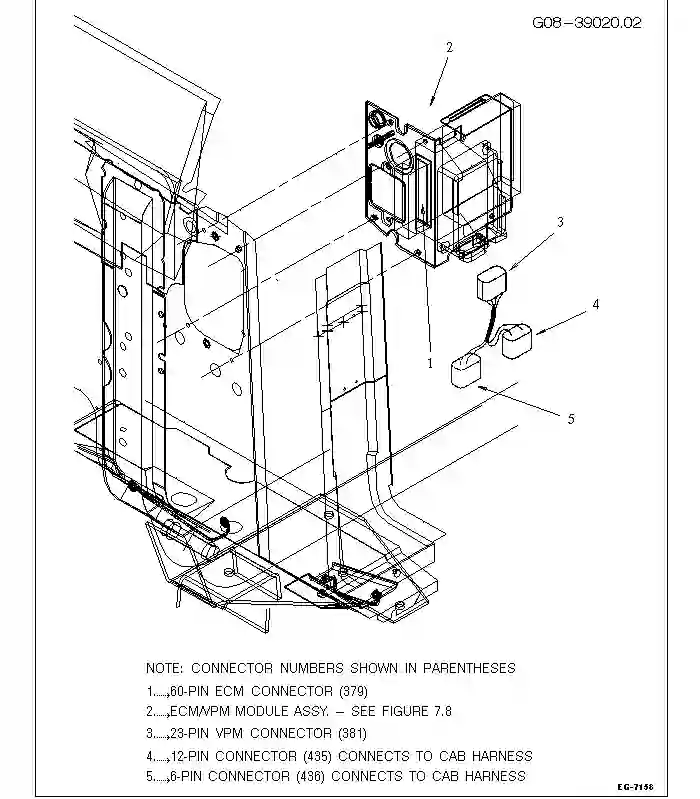 G08-39020.02
2
3
4
1
5
NOTE: CONNECTOR NUMBERS SHOWN IN PARENTHESES
1.....,60-PIN ECM CONNECTOR (379)
2.....,ECM/VPM MODULE ASSY. – SEE FIGURE 7.8
3.....,23-PIN VPM CONNECTOR (381)
4.....,12-PIN CONNECTOR (435) CONNECTS TO CAB HARNESS
5.....,6-PIN CONNECTOR (436) CONNECTS TO CAB HARNESS
EG-7158